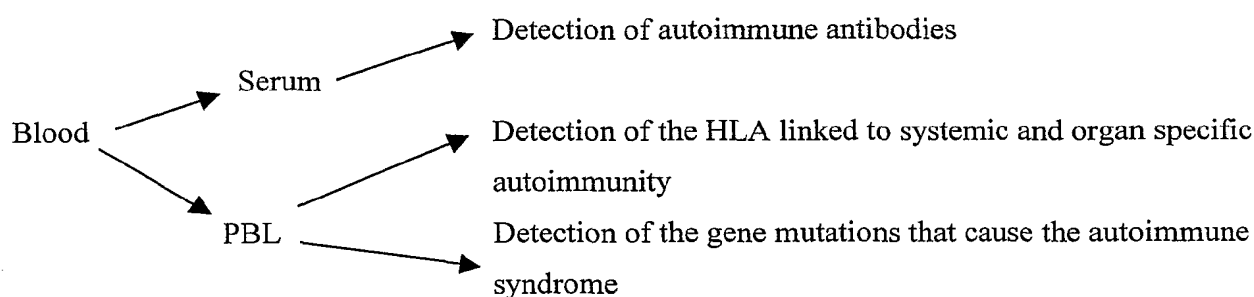 Detection of autoimmune antibodies
Serum
Blood
Detection of the HLA linked to systemic and organ specific
autoimmunity
PBL
Detection of the gene mutations that cause the autoimmune
syndrome